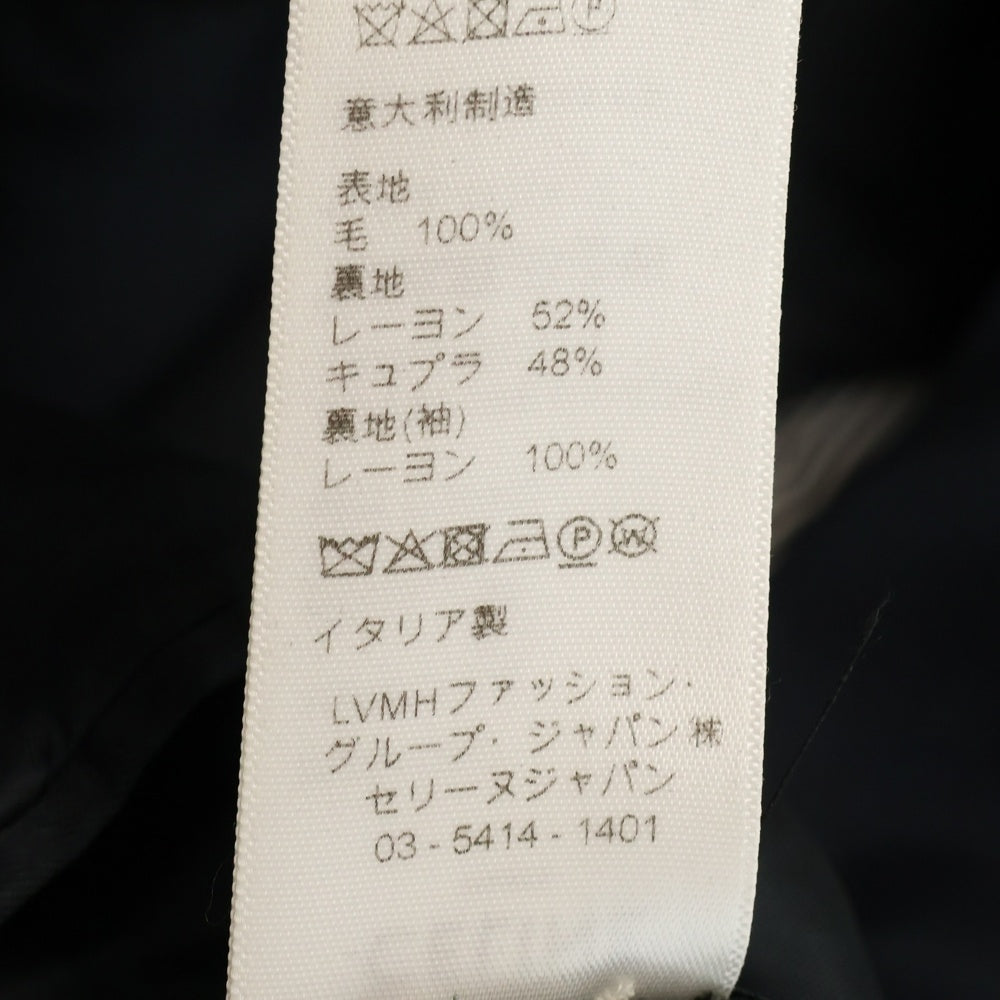 意大利制造
表地
毛 100%
裏地
レーヨン 52%
キュプラ 48%
裏地(袖)
レーヨン 100%
P W
イタリア製
LVMHファッション・
グループ・ジャパン㈱
セリーヌジャパン
03-5414-1401